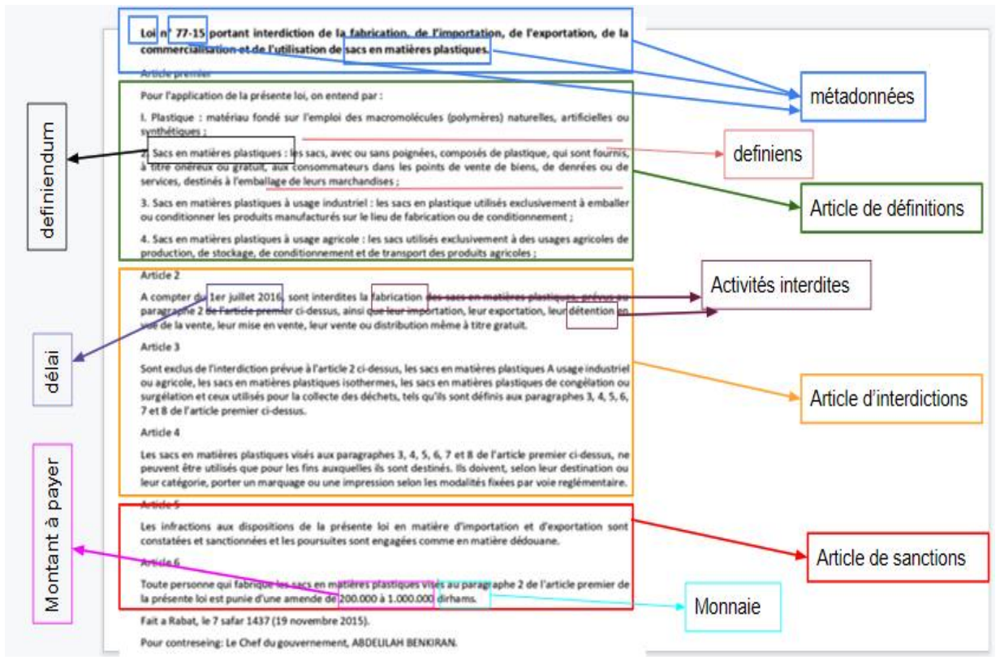 Loi n° 77-15 portant interdiction de la fabrication, de l'importation, de l'exportation, de la
commercialisation et de l'utilisation de sacs en matières plastiques.
Article premier
Pour l'application de la présente loi, on entend par :
I. Plastique : matériau fondé sur l'emploi des macromolécules (polymères) naturelles, artificielles ou
synthétiques ;
2. Sacs en matières plastiques : les sacs, avec ou sans poignées, composés de plastique, qui sont fournis,
à titre onéreux ou gratuit, aux consommateurs dans les points de vente de biens, de denrées ou de
services, destinés à l'emballage de leurs marchandises ;
3. Sacs en matières plastiques à usage industriel : les sacs en plastique utilisés exclusivement à emballer
ou conditionner les produits manufacturés sur le lieu de fabrication ou de conditionnement ;
4. Sacs en matières plastiques à usage agricole : les sacs utilisés exclusivement à des usages agricoles de
production, de stockage, de conditionnement et de transport des produits agricoles ;
Article 2
A compter du 1er juillet 2016, sont interdites la fabrication des sacs en matières plastiques, prévus au
paragraphe 2 de l'article premier ci-dessus, ainsi que leur importation, leur exportation, leur détention en
vue de la vente, leur mise en vente, leur vente ou distribution même à titre gratuit.
Article 3
Sont exclus de l'interdiction prévue à l'article 2 ci-dessus, les sacs en matières plastiques A usage industriel
ou agricole, les sacs en matières plastiques isothermes, les sacs en matières plastiques de congélation ou
surgélation et ceux utilisés pour la collecte des déchets, tels qu'ils sont définis aux paragraphes 3, 4, 5, 6,
7 et 8 de l'article premier ci-dessus.
Article 4
Les sacs en matières plastiques visés aux paragraphes 3, 4, 5, 6, 7 et 8 de l'article premier ci-dessus, ne
peuvent être utilisés que pour les fins auxquelles ils sont destinés. Ils doivent, selon leur destination ou
leur catégorie, porter un marquage ou une impression selon les modalités fixées par voie reglémentaire.
Article 5
Les infractions aux dispositions de la présente loi en matière d'importation et d'exportation sont
constatées et sanctionnées et les poursuites sont engagées comme en matière dédouane.
Article 6
Toute personne qui fabrique les sacs en matières plastiques visés au paragraphe 2 de l'article premier de
la présente loi est punie d'une amende de 200.000 à 1.000.000 dirhams.
Fait a Rabat, le 7 safar 1437 (19 novembre 2015).
Pour contreseing: Le Chef du gouvernement, ABDELILAH BENKIRAN.
definiendum
délai
Montant à payer
métadonnées
definiens
Article de définitions
Activités interdites
Article d'interdictions
Article de sanctions
Monnaie